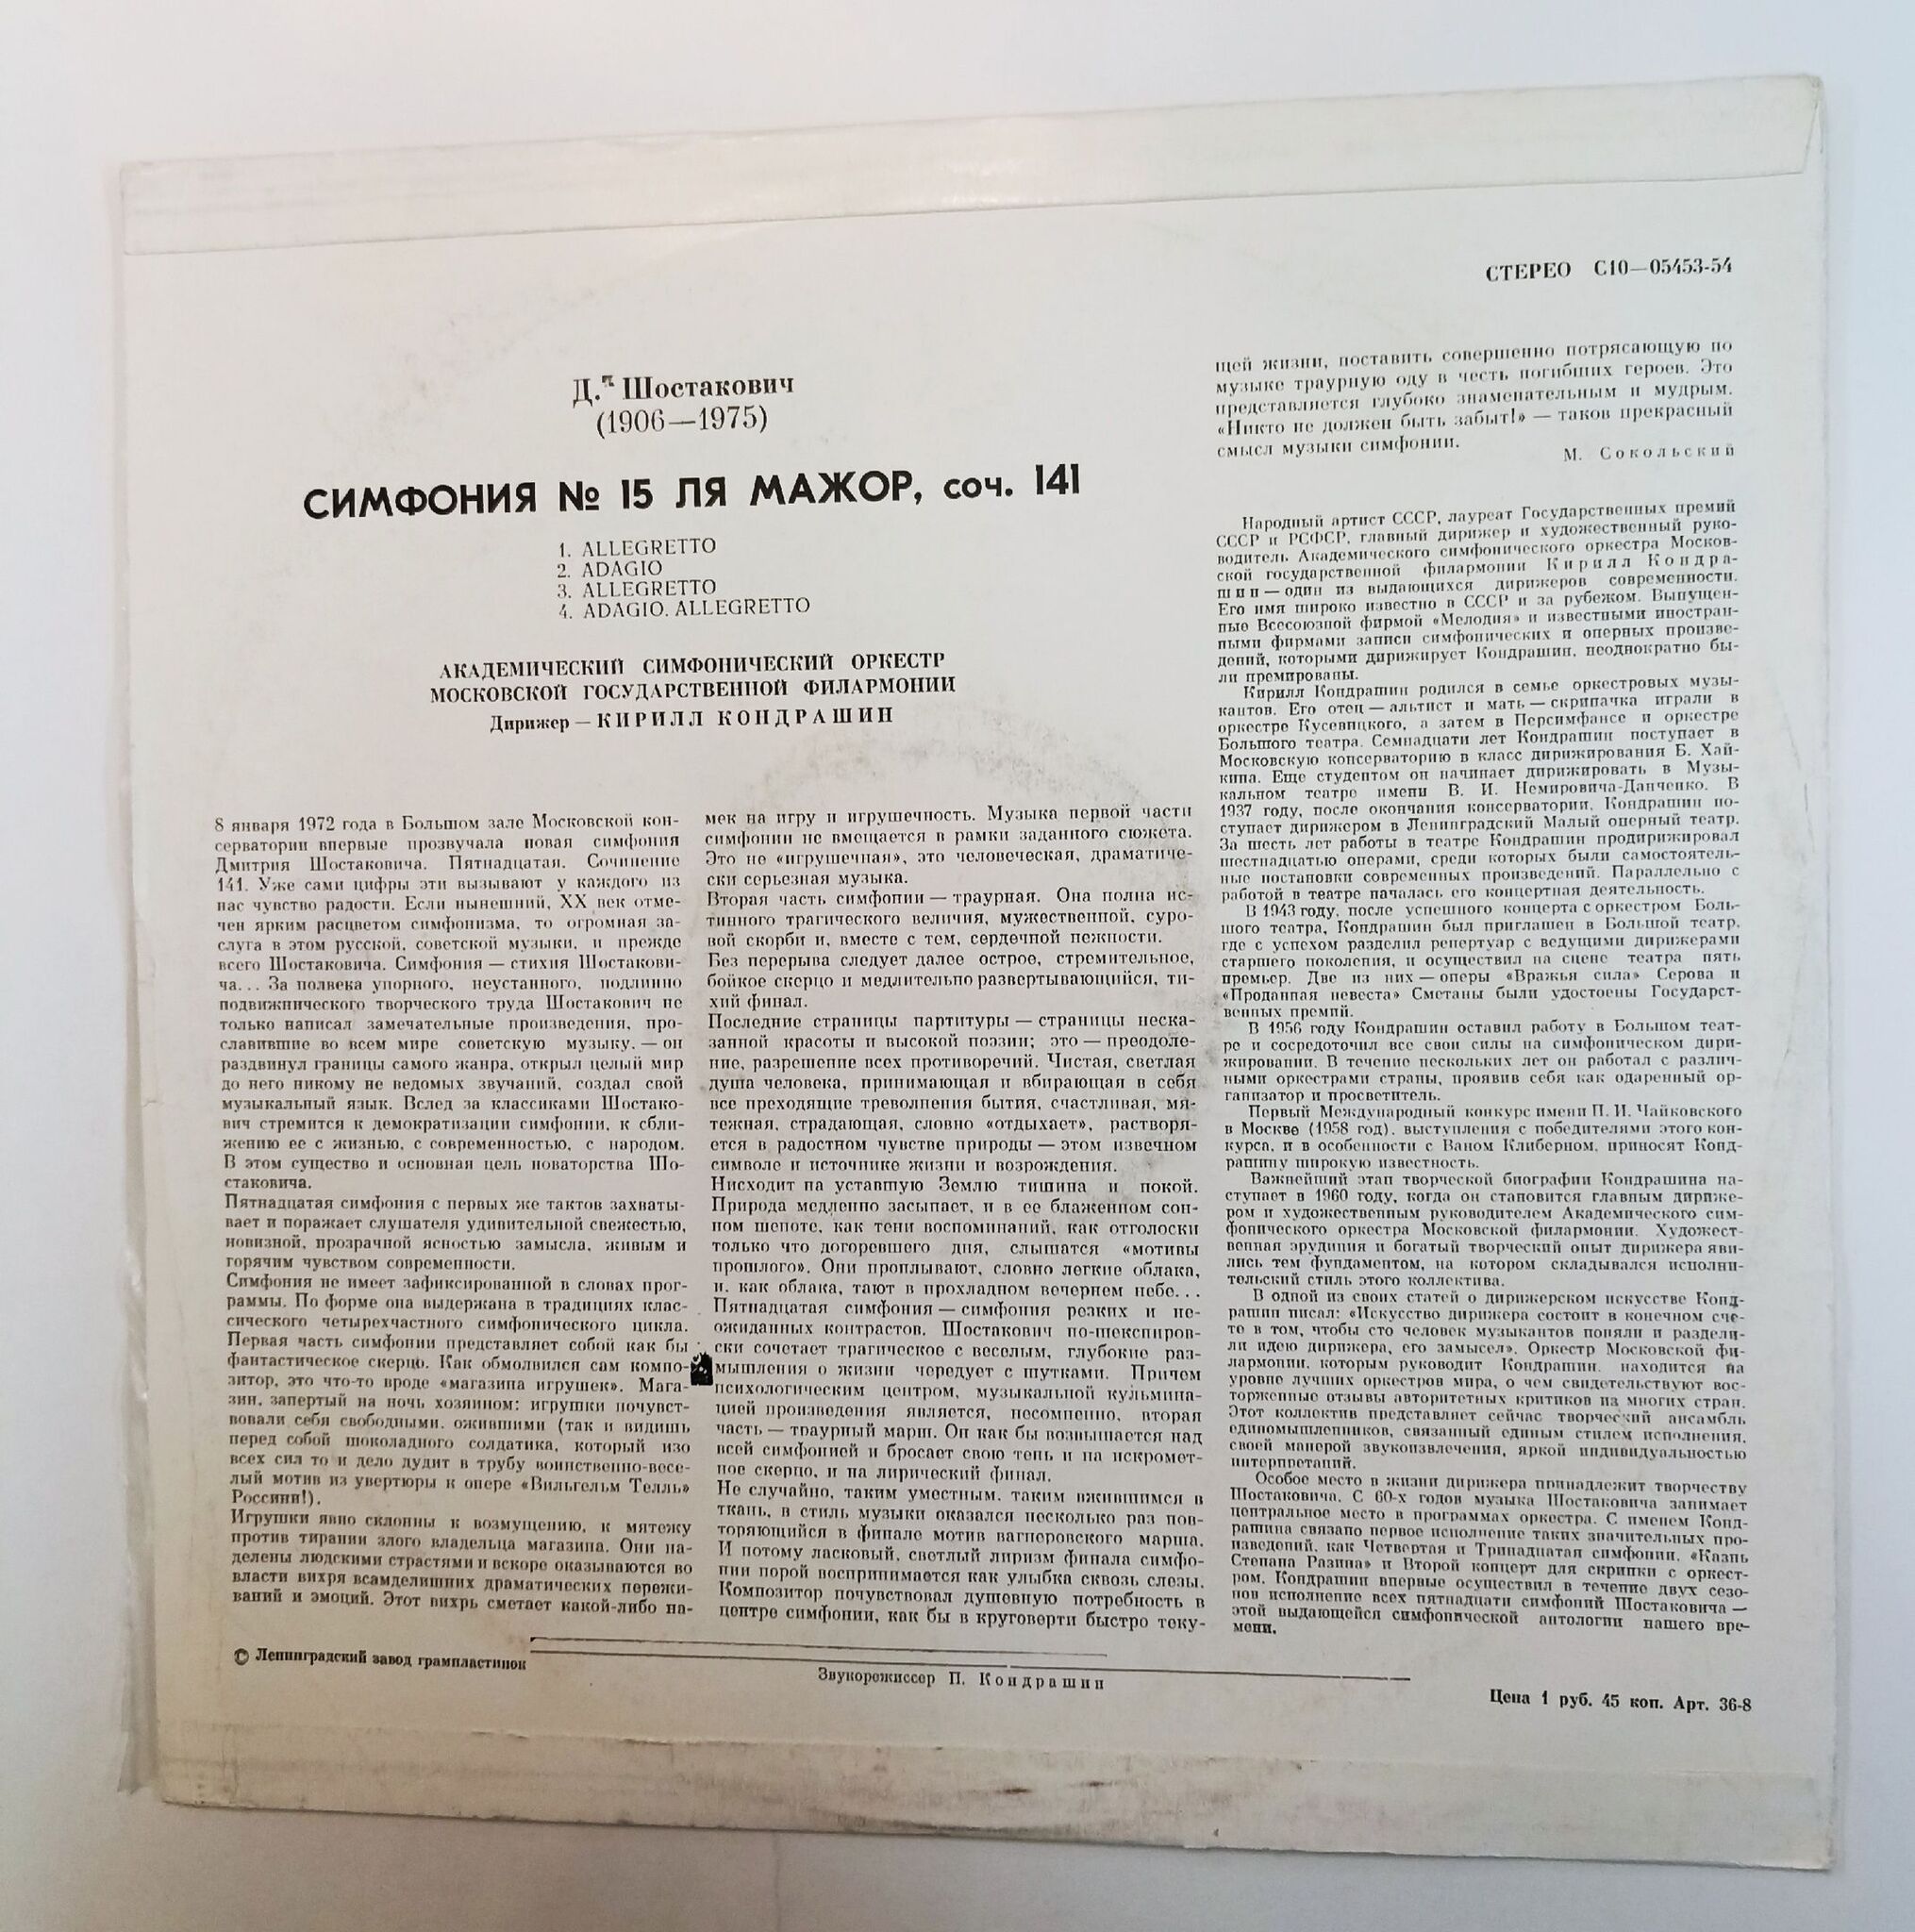 СТЕРЕО С10—05453-54
Д. Шостакович
(1906—1975)
СИМФОНИЯ № 15 ЛЯ МАЖОР, соч. 141
1. ALLEGRETTO
2. ADAGIO
3. ALLEGRETTO
4. ADAGIO. ALLEGRETTO
АКАДЕМИЧЕСКИЙ СИМФОНИЧЕСКИЙ ОРКЕСТР
МОСКОВСКОЙ ГОСУДАРСТВЕННОЙ ФИЛАРМОНИИ
Дирижер — КИРИЛЛ КОНДРАШИН
8 января 1972 года в Большом зале Московской кон-
серватории впервые прозвучала новая симфония
Дмитрия Шостаковича. Пятнадцатая. Сочинение
141. Уже сами цифры эти вызывают у каждого из
нас чувство радости. Если нынешний, XX век отме-
чен ярким расцветом симфонизма, то огромная за-
слуга в этом русской, советской музыки, и прежде
всего Шостаковича. Симфония — стихия Шостакови-
ча... За полвека упорного, неустанного, подлинно
подвижнического творческого труда Шостакович не
только написал замечательные произведения, про-
славившие во всем мире советскую музыку, — он
раздвинул границы самого жанра, открыл целый мир
до него никому не ведомых звучаний, создал свой
музыкальный язык. Вслед за классиками Шостако-
вич стремится к демократизации симфонии, к сбли-
жению ее с жизнью, с современностью, с народом.
В этом существо и основная цель новаторства Шо-
стаковича.
Пятнадцатая симфония с первых же тактов захваты-
вает и поражает слушателя удивительной свежестью,
новизной, прозрачной ясностью замысла, живым и
горячим чувством современности.
Симфония не имеет зафиксированной в словах прог-
раммы. По форме она выдержана в традициях клас-
сического четырехчастного симфонического цикла.
Первая часть симфонии представляет собой как бы
фантастическое скерцо. Как обмолвился сам компо-
зитор, это что-то вроде «магазина игрушек». Мага-
зин, запертый на ночь хозяином: игрушки почувст-
вовали себя свободными, ожившими (так и видишь
перед собой шоколадного солдатика, который изо
всех сил то и дело дудит в трубу воинственно-весе-
лый мотив из увертюры к опере «Вильгельм Телль»
Россини!).
Игрушки явно склонны к возмущению, к мятежу
против тирании злого владельца магазина. Они на-
делены людскими страстями и вскоре оказываются во
власти вихря всамделишних драматических пережи-
ваний и эмоций. Этот вихрь сметает какой-либо на-
мек на игру и игрушечность. Музыка первой части
симфонии не вмещается в рамки заданного сюжета.
Это не «игрушечная», это человеческая, драматиче-
ски серьезная музыка.
Вторая часть симфонии — траурная. Она полна ис-
тинного трагического величия, мужественной, суро-
вой скорби и, вместе с тем, сердечной нежности.
Без перерыва следует далее острое, стремительное,
бойкое скерцо и медлительно развертывающийся, ти-
хий финал.
Последние страницы партитуры — страницы неска-
занной красоты и высокой поэзии; это — преодоле-
ние, разрешение всех противоречий. Чистая, светлая
душа человека, принимающая и вбирающая в себя
все преходящие треволнения бытия, счастливая, мя-
тежная, страдающая, словно «отдыхает», растворя-
ется в радостном чувстве природы — этом извечном
символе и источнике жизни и возрождения.
Нисходит на уставшую Землю тишина и покой.
Природа медленно засыпает, и в ее блаженном сон-
ном шепоте, как тени воспоминаний, как отголоски
только что догоревшего дня, слышатся «мотивы
прошлого». Они проплывают, словно легкие облака,
и, как облака, тают в прохладном вечернем небе...
Пятнадцатая симфония — симфония резких и не-
ожиданных контрастов. Шостакович по-шекспиров-
ски сочетает трагическое с веселым, глубокие раз-
мышления о жизни чередует с шутками. Причем
психологическим центром, музыкальной кульмина-
цией произведения является, несомненно, вторая
часть — траурный марш. Он как бы возвышается над
всей симфонией и бросает свою тень и на искромет-
ное скерцо, и на лирический финал.
Не случайно, таким уместным, таким вжившимся в
ткань, в стиль музыки оказался несколько раз пов-
торяющийся в финале мотив вагнеровского марша.
И потому ласковый, светлый лиризм финала симфо-
нии порой воспринимается как улыбка сквозь слезы.
Композитор почувствовал душевную потребность в
центре симфонии, как бы в круговерти быстро теку-
щей жизни, поставить совершенно потрясающую по
музыке траурную оду в честь погибших героев. Это
представляется глубоко знаменательным и мудрым.
«Никто не должен быть забыт!» — таков прекрасный
смысл музыки симфонии.
М. Сокольский
Народный артист СССР, лауреат Государственных премий
СССР и РСФСР, главный дирижер и художественный руко-
водитель Академического симфонического оркестра Москов-
ской государственной филармонии Кирилл Кондра-
шин — один из выдающихся дирижеров современности.
Его имя широко известно в СССР и за рубежом. Выпущен-
ные Всесоюзной фирмой «Мелодия» и известными иностран-
ными фирмами записи симфонических и оперных произве-
дений, которыми дирижирует Кондрашин, неоднократно бы-
ли премированы.
Кирилл Кондрашин родился в семье оркестровых музы-
кантов. Его отец — альтист и мать — скрипачка играли в
оркестре Кусевицкого, а затем в Персимфансе и оркестре
Большого театра. Семнадцати лет Кондрашин поступает в
Московскую консерваторию в класс дирижирования Б. Хай-
кина. Еще студентом он начинает дирижировать в Музы-
кальном театре имени В. И. Немировича-Данченко. В
1937 году, после окончания консерватории, Кондрашин по-
ступает дирижером в Ленинградский Малый оперный театр.
За шесть лет работы в театре Кондрашин продирижировал
шестнадцатью операми, среди которых были самостоятель-
ные постановки современных произведений. Параллельно с
работой в театре началась его концертная деятельность.
В 1943 году, после успешного концерта с оркестром Боль-
шого театра, Кондрашин был приглашен в Большой театр,
где с успехом разделил репертуар с ведущими дирижерами
старшего поколения, и осуществил на сцене театра пять
премьер. Две из них — оперы «Вражья сила» Серова и
«Проданная невеста» Сметаны были удостоены Государст-
венных премий.
В 1956 году Кондрашин оставил работу в Большом теат-
ре и сосредоточил все свои силы на симфоническом дири-
жировании. В течение нескольких лет он работал с различ-
ными оркестрами страны, проявив себя как одаренный ор-
ганизатор и просветитель.
Первый Международный конкурс имени П. И. Чайковского
в Москве (1958 год), выступления с победителями этого кон-
курса, и в особенности с Ваном Клиберном, приносят Конд-
рашину широкую известность.
Важнейший этап творческой биографии Кондрашина на-
ступает в 1960 году, когда он становится главным дириже-
ром и художественным руководителем Академического сим-
фонического оркестра Московской филармонии. Художест-
венная эрудиция и богатый творческий опыт дирижера яви-
лись тем фундаментом, на котором складывался исполни-
тельский стиль этого коллектива.
В одной из своих статей о дирижерском искусстве Конд-
рашин писал: «Искусство дирижера состоит в конечном сче-
те в том, чтобы сто человек музыкантов поняли и раздели-
ли идею дирижера, его замысел». Оркестр Московской фи-
лармонии, которым руководит Кондрашин, находится на
уровне лучших оркестров мира, о чем свидетельствуют вос-
торженные отзывы авторитетных критиков из многих стран.
Этот коллектив представляет сейчас творческий ансамбль
единомышленников, связанный единым стилем исполнения,
своей манерой звукоизвлечения, яркой индивидуальностью
интерпретаций.
Особое место в жизни дирижера принадлежит творчеству
Шостаковича. С 60-х годов музыка Шостаковича занимает
центральное место в программах оркестра. С именем Конд-
рашина связано первое исполнение таких значительных про-
изведений, как Четвертая и Тринадцатая симфонии, «Казнь
Степана Разина» и Второй концерт для скрипки с оркест-
ром. Кондрашин впервые осуществил в течение двух сезо-
нов исполнение всех пятнадцати симфоний Шостаковича —
этой выдающейся симфонической антологии нашего вре-
мени.
© Ленинградский завод грампластинок
Звукорежиссер П. Кондрашин
Цена 1 руб. 45 коп. Арт. 36-8